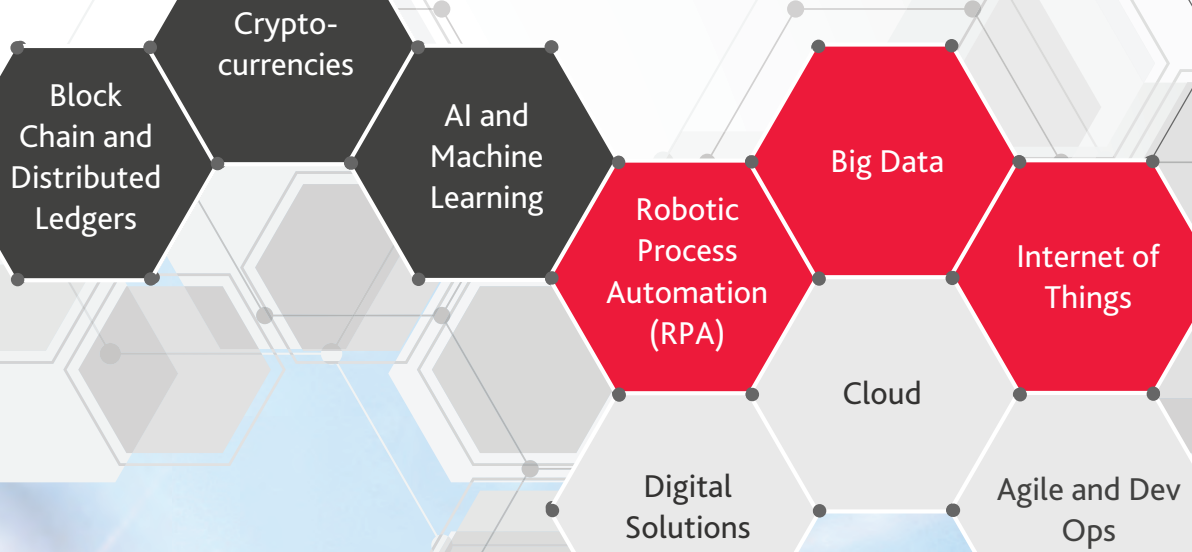 Crypto-
currencies
Block
Chain and
Distributed
Ledgers
AI and
Machine
Learning
Robotic
Process
Automation
(RPA)
Big Data
Internet of
Things
Cloud
Digital
Solutions
Agile and Dev
Ops